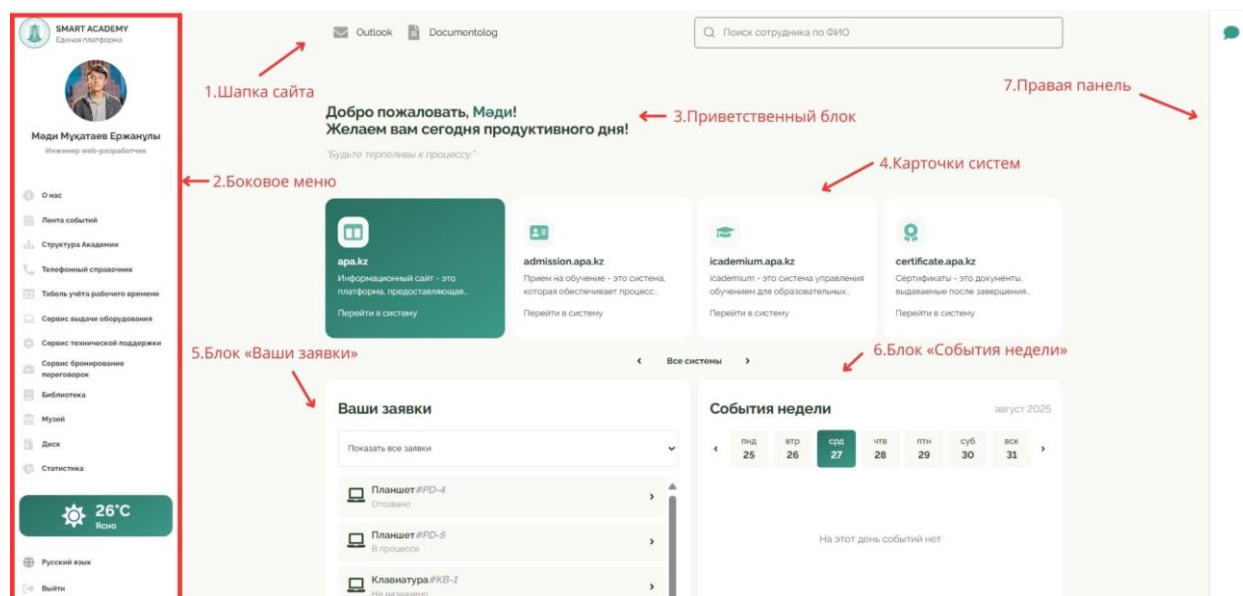 SMART ACADEMY
Единая платформа
Outlook
Documentolog
Поиск сотрудника по ФИО
1.Шапка сайта
7.Правая панель
Добро пожаловать, Мәди!
Желаем вам сегодня продуктивного дня!
"Будьте терпеливы к процессу."
3.Приветственный блок
Мәди Мұқатаев Ержанұлы
Инженер web-разработчик
2.Боковое меню
4.Карточки систем
О нас
Лента событий
Структура Академии
Телефонный справочник
Табель учёта рабочего времени
Сервис выдачи оборудования
Сервис технической поддержки
Сервис бронирование
переговорок
Библиотека
Музей
Диск
Статистика
26°C
Ясно
Русский язык
Выйти
apa.kz
Информационный сайт - это
платформа, предоставляющая..
Перейти в систему
admission.apa.kz
Прием на обучение - это система,
которая обеспечивает процесс..
Перейти в систему
icademium.apa.kz
Icademium - это система управления
обучением для образовательных..
Перейти в систему
certificate.apa.kz
Сертификаты - это документы,
выдаваемые после завершения..
Перейти в систему
‹ Все системы ›
5.Блок «Ваши заявки»
6.Блок «События недели»
Ваши заявки
Показать все заявки
Планшет #PD-4
Отозвано
Планшет #PD-5
В процессе
Клавиатура #KB-1
Не назначено
События недели
август 2025
пнд втр срд чтв птн суб вск
25 26 27 28 29 30 31
На этот день событий нет